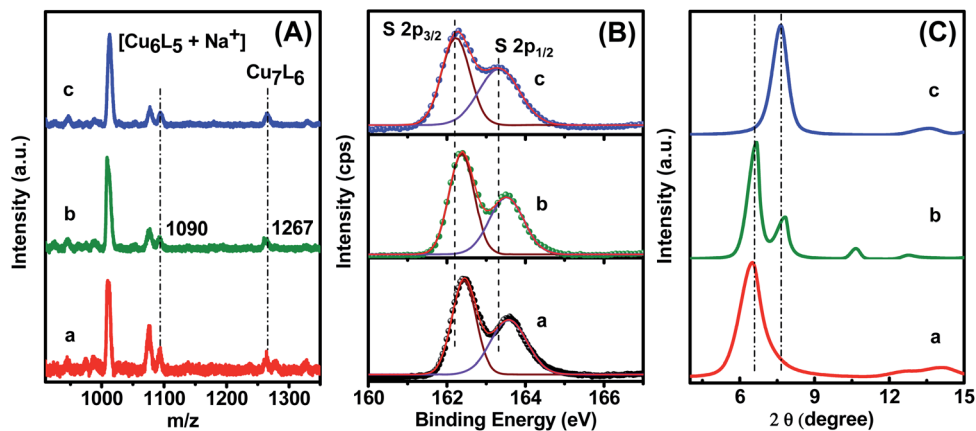 (A)
[Cu6L5 + Na+]
Cu7L6
c
b
1090
1267
a
Intensity (a.u.)
1000 1100 1200 1300
m/z
(B)
S 2p3/2
S 2p1/2
c
b
a
Intensity (cps)
160 162 164 166
Binding Energy (eV)
(C)
c
b
a
Intensity (a.u.)
6 9 12 15
2 θ (degree)